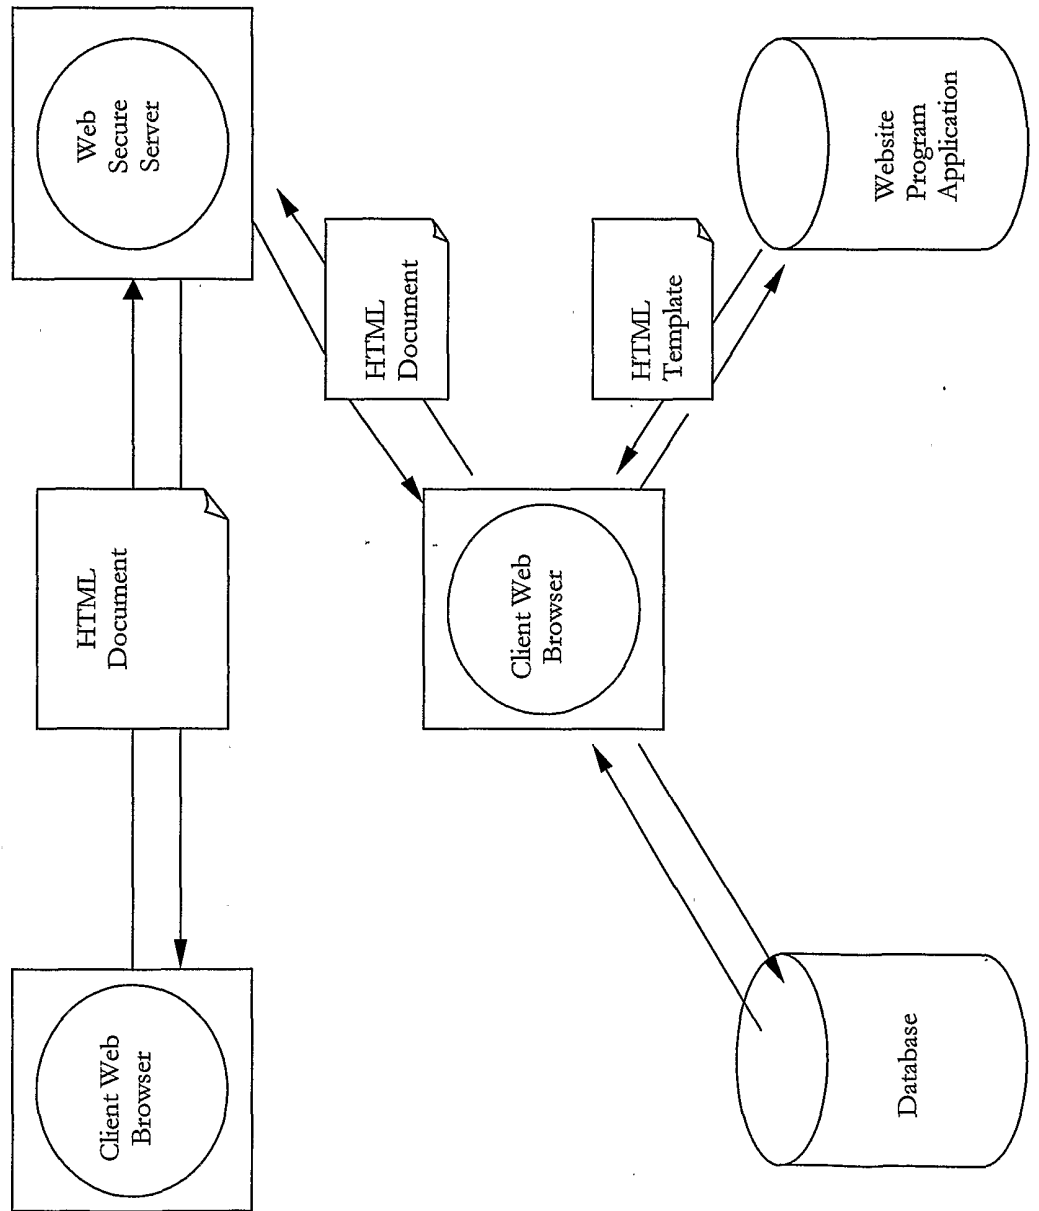 Client Web
Browser
HTML
Document
Web
Secure
Server
HTML
Document
Client Web
Browser
HTML
Template
Database
Website
Program
Application